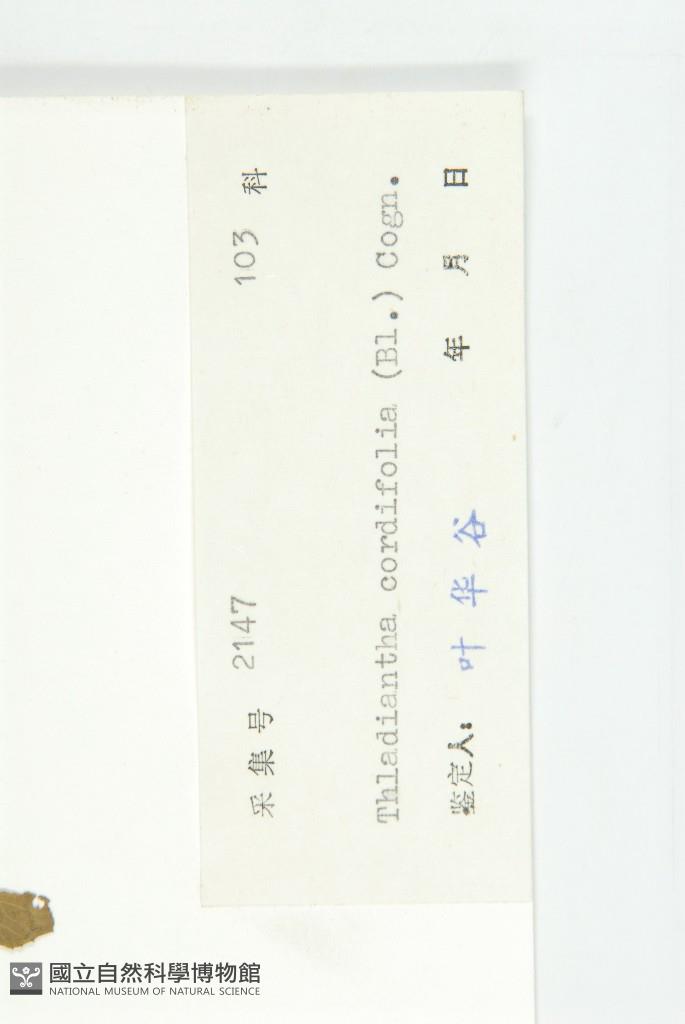 采集号 2147 103 科
Thladiantha cordifolia (Bl.) Cogn.
鉴定人: 叶华谷 年 月 日
國立自然科學博物館
NATIONAL MUSEUM OF NATURAL SCIENCE